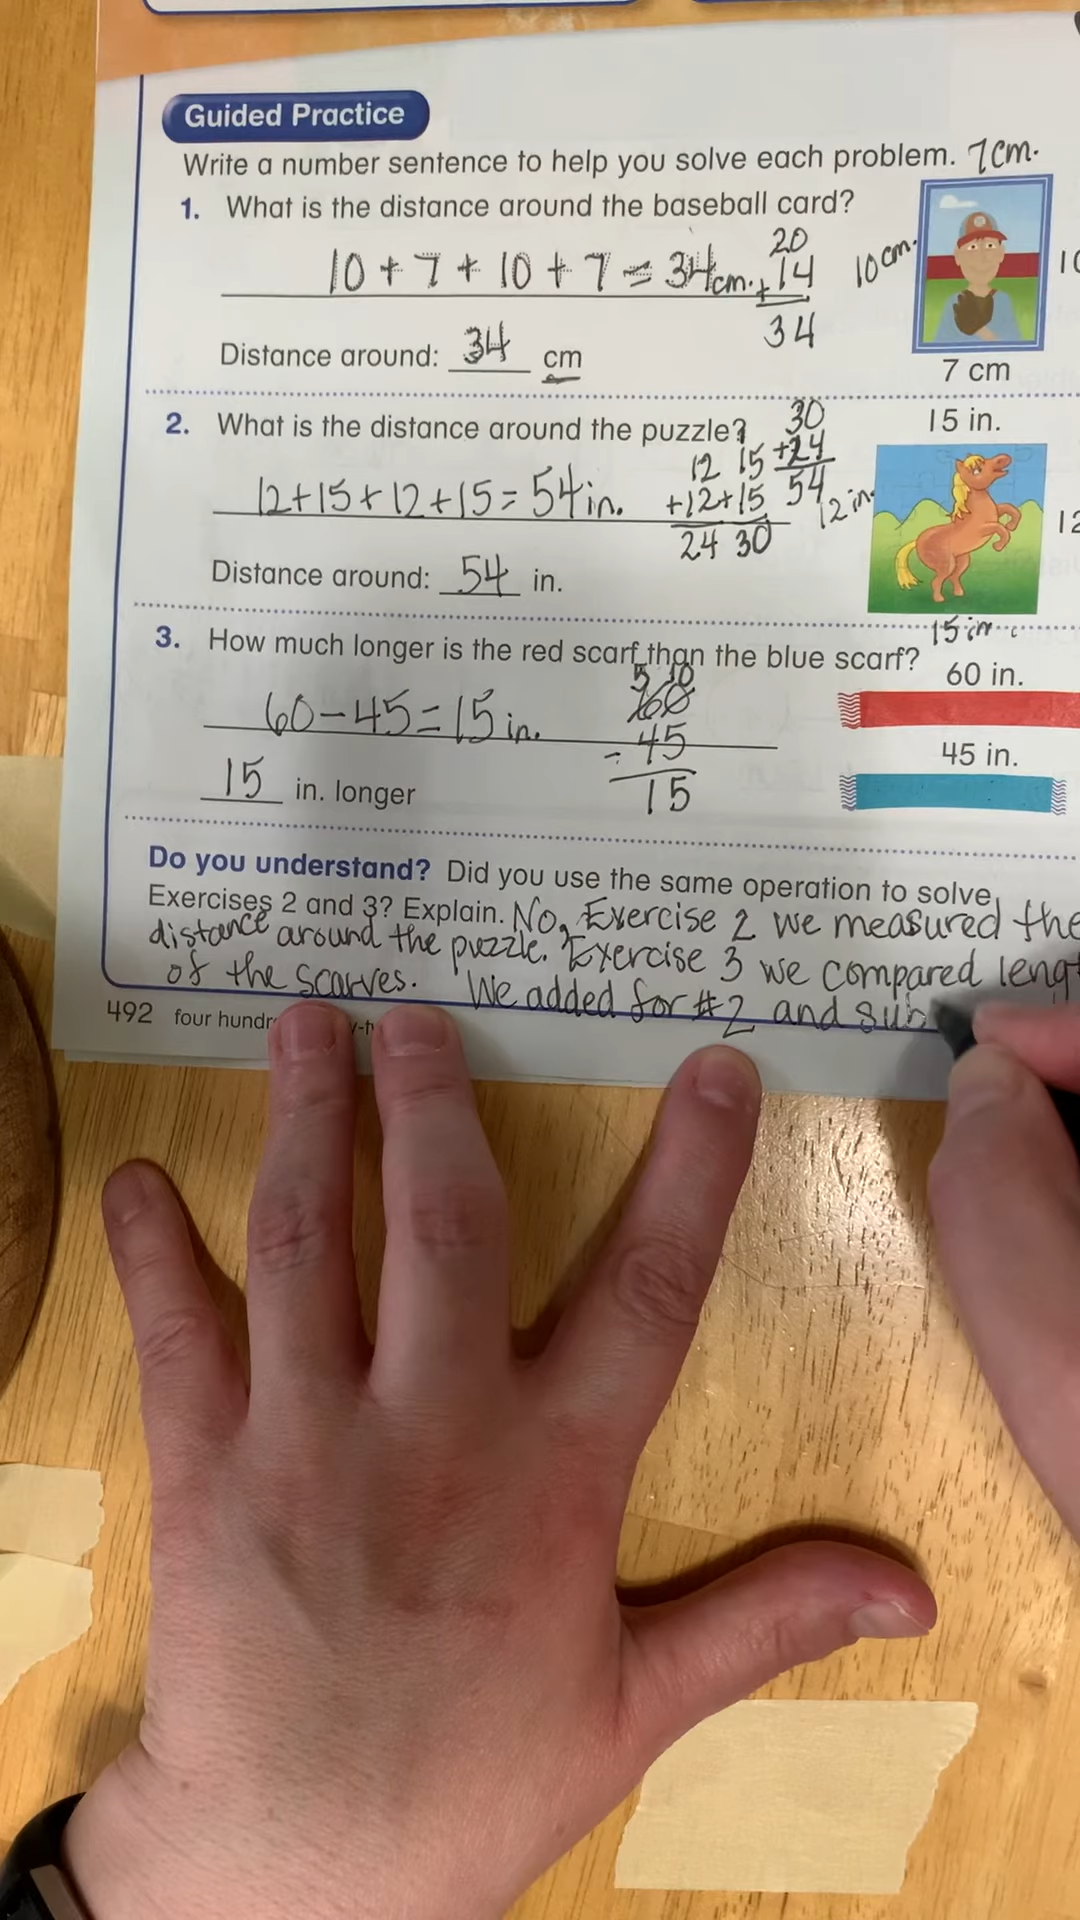 Guided Practice
Write a number sentence to help you solve each problem. 7cm.
1. What is the distance around the baseball card?
10 + 7 + 10 + 7 = 34cm.
20
+14
34
10cm.
10
Distance around: 34 cm
7 cm
2. What is the distance around the puzzle?
15 in.
12+15+12+15=54in.
12
+12
24
15
+15
30
30
+24
54
12in.
12
Distance around: 54 in.
15in.
3. How much longer is the red scarf than the blue scarf?
60 in.
60-45=15in.
5 10
60
- 45
15
45 in.
15 in. longer
Do you understand? Did you use the same operation to solve
Exercises 2 and 3? Explain. No, Exercise 2 we measured the
distance around the puzzle. Exercise 3 we compared
of the scarves. We added for #2 and sub
492 four